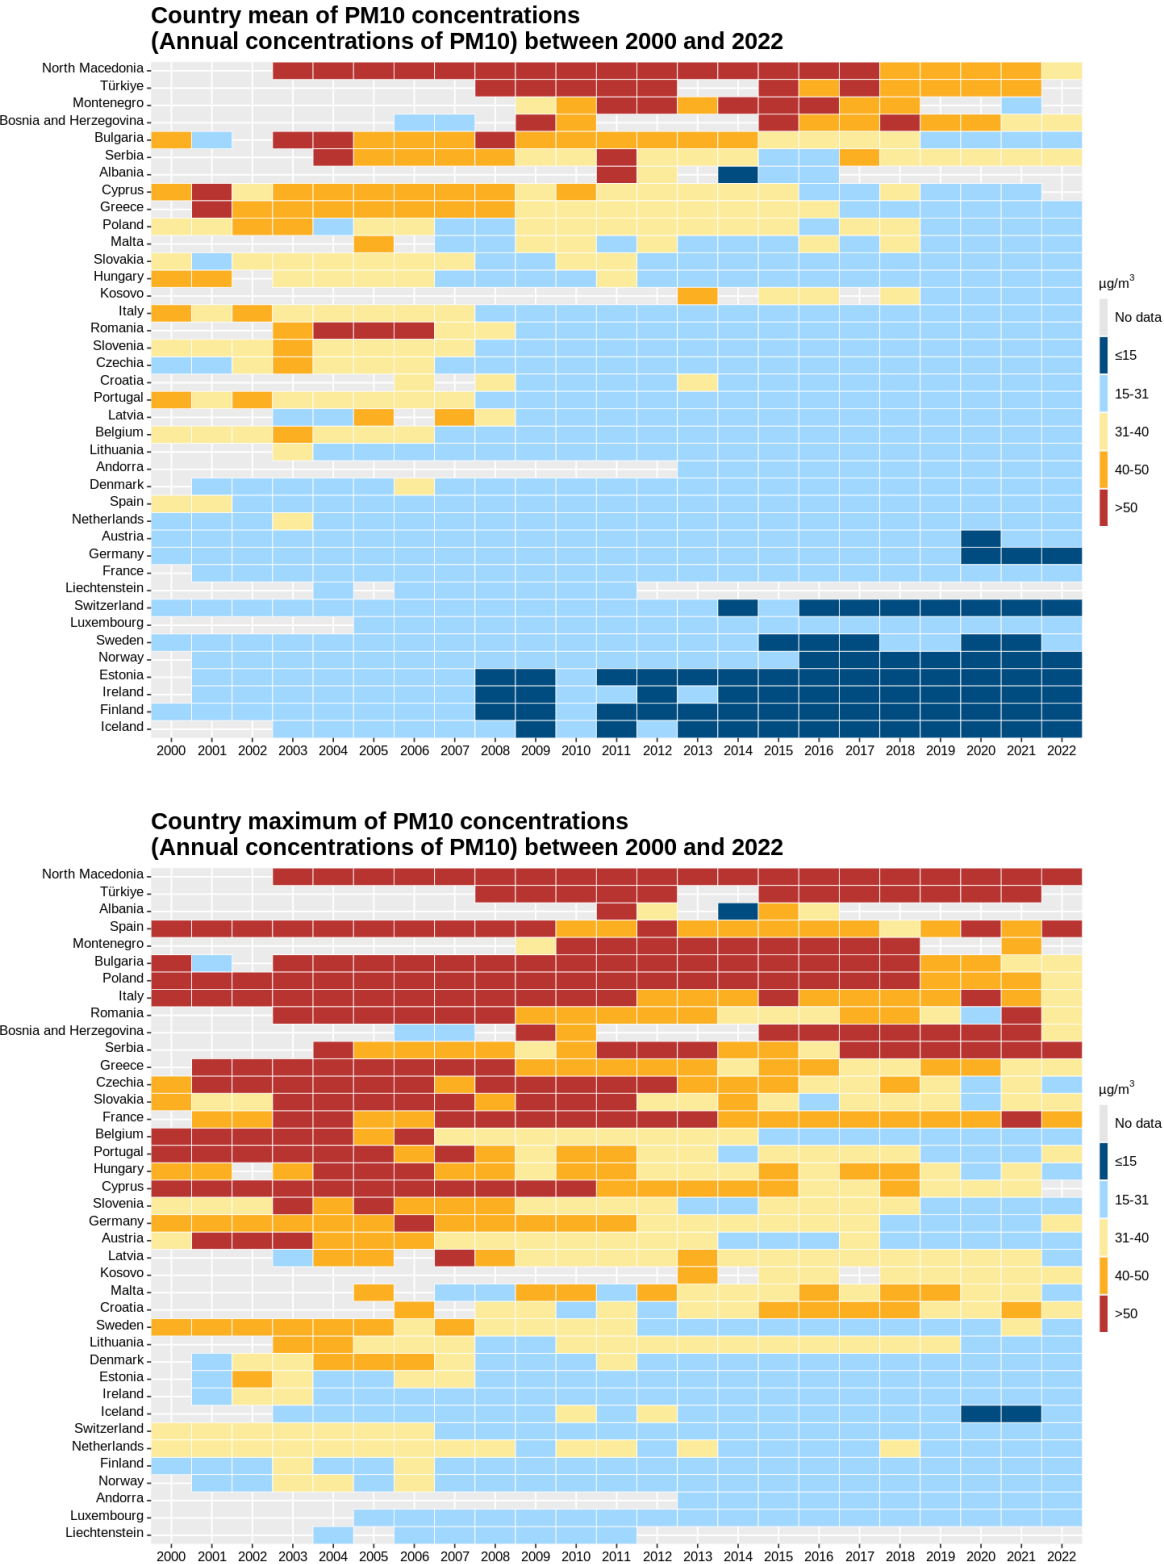 Country mean of PM10 concentrations
(Annual concentrations of PM10) between 2000 and 2022
North Macedonia
Türkiye
Montenegro
Bosnia and Herzegovina
Bulgaria
Serbia
Albania
Cyprus
Greece
Poland
Malta
Slovakia
Hungary
Kosovo
Italy
Romania
Slovenia
Czechia
Croatia
Portugal
Latvia
Belgium
Lithuania
Andorra
Denmark
Spain
Netherlands
Austria
Germany
France
Liechtenstein
Switzerland
Luxembourg
Sweden
Norway
Estonia
Ireland
Finland
Iceland
2000 2001 2002 2003 2004 2005 2006 2007 2008 2009 2010 2011 2012 2013 2014 2015 2016 2017 2018 2019 2020 2021 2022
µg/m³
No data
≤15
15-31
31-40
40-50
>50
Country maximum of PM10 concentrations
(Annual concentrations of PM10) between 2000 and 2022
North Macedonia
Türkiye
Albania
Spain
Montenegro
Bulgaria
Poland
Italy
Romania
Bosnia and Herzegovina
Serbia
Greece
Czechia
Slovakia
France
Belgium
Portugal
Hungary
Cyprus
Slovenia
Germany
Austria
Latvia
Kosovo
Malta
Croatia
Sweden
Lithuania
Denmark
Estonia
Ireland
Iceland
Switzerland
Netherlands
Finland
Norway
Andorra
Luxembourg
Liechtenstein
2000 2001 2002 2003 2004 2005 2006 2007 2008 2009 2010 2011 2012 2013 2014 2015 2016 2017 2018 2019 2020 2021 2022
µg/m³
No data
≤15
15-31
31-40
40-50
>50